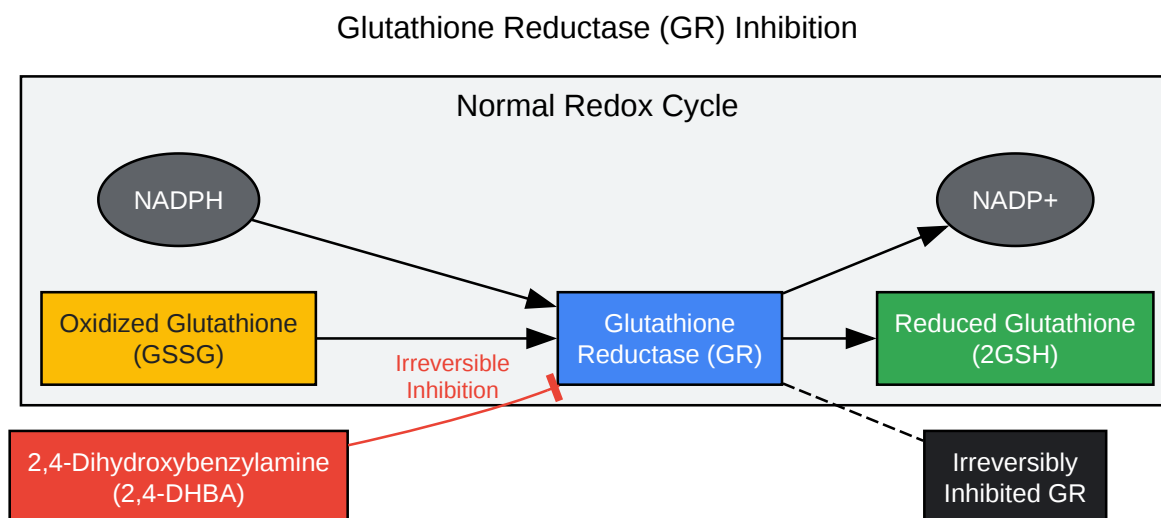 Glutathione Reductase (GR) Inhibition
Normal Redox Cycle
NADPH
NADP+
Oxidized Glutathione
(GSSG)
Glutathione
Reductase (GR)
Reduced Glutathione
(2GSH)
Irreversible
Inhibition
2,4-Dihydroxybenzylamine
(2,4-DHBA)
Irreversibly
Inhibited GR